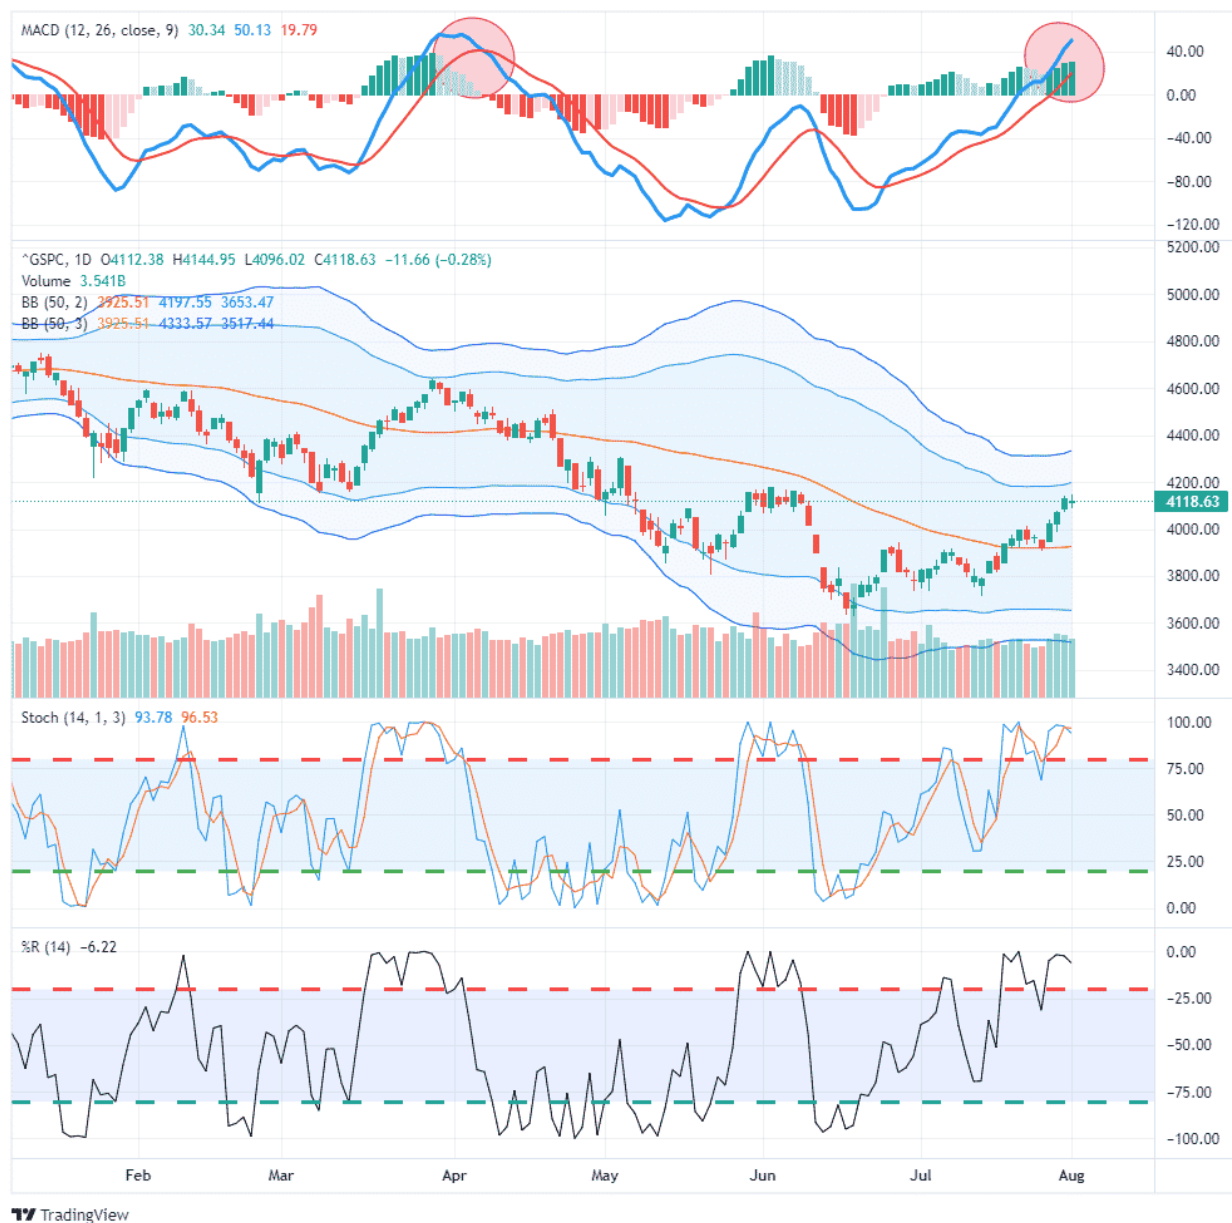 MACD (12, 26, close, 9) 30.34 50.13 19.79
40.00
0.00
−40.00
−80.00
−120.00
5200.00
^GSPC, 1D O4112.38 H4144.95 L4096.02 C4118.63 −11.66 (−0.28%)
Volume 3.541B
BB (50, 2) 3925.51 4197.55 3653.47
BB (50, 3) 3925.51 4333.57 3517.44
5000.00
4800.00
4600.00
4400.00
4200.00
4118.63
4000.00
3800.00
3600.00
3400.00
Stoch (14, 1, 3) 93.78 96.53
100.00
75.00
50.00
25.00
0.00
%R (14) −6.22
0.00
−25.00
−50.00
−75.00
−100.00
Feb Mar Apr May Jun Jul Aug
TradingView